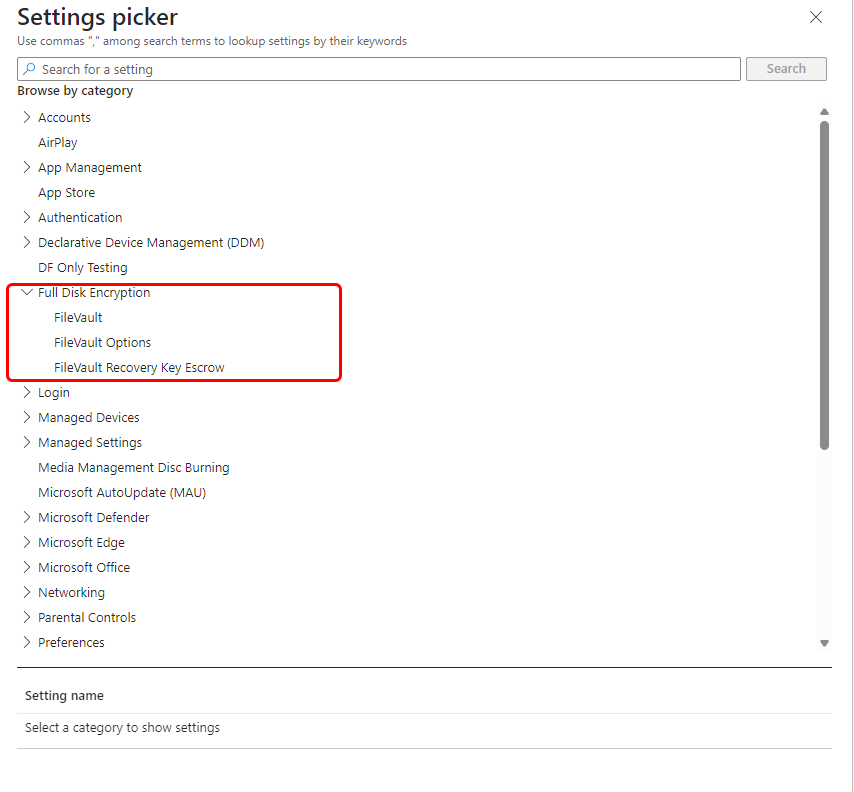 Settings picker
Use commas "," among search terms to lookup settings by their keywords
Search for a setting
Search
Browse by category
Accounts
AirPlay
App Management
App Store
Authentication
Declarative Device Management (DDM)
DF Only Testing
Full Disk Encryption
FileVault
FileVault Options
FileVault Recovery Key Escrow
Login
Managed Devices
Managed Settings
Media Management Disc Burning
Microsoft AutoUpdate (MAU)
Microsoft Defender
Microsoft Edge
Microsoft Office
Networking
Parental Controls
Preferences
Setting name
Select a category to show settings